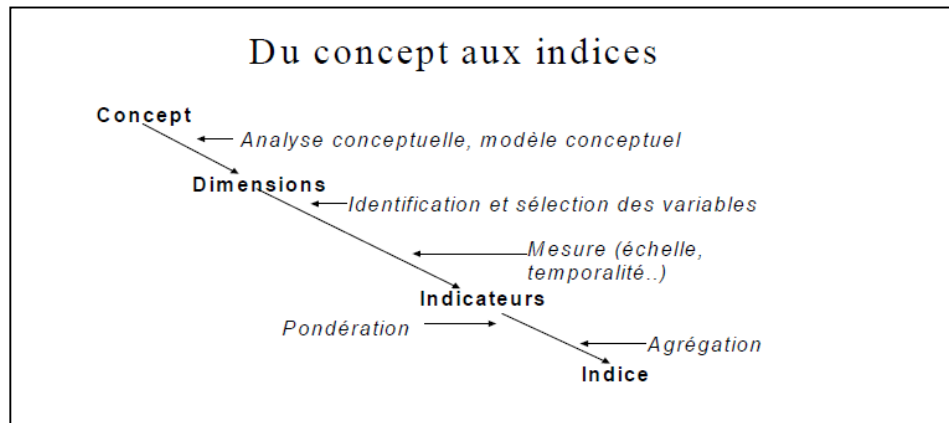 Du concept aux indices
Concept
Analyse conceptuelle, modèle conceptuel
Dimensions
Identification et sélection des variables
Mesure (échelle,
temporalité..)
Indicateurs
Pondération
Agrégation
Indice